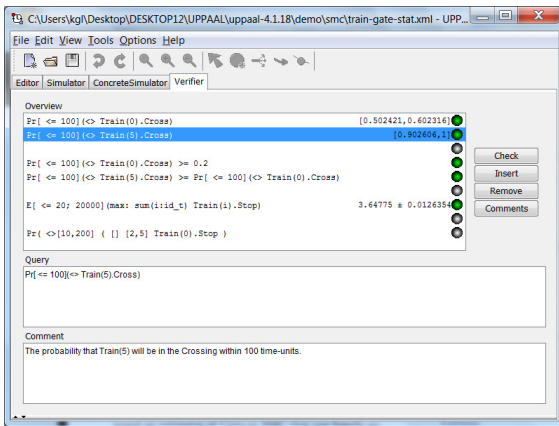 C:\Users\kgl\Desktop\DESKTOP12\UPPAAL\uppaal-4.1.18\demo\smc\train-gate-stat.xml - UPP...
File Edit View Tools Options Help
Editor Simulator ConcreteSimulator Verifier
Overview
Pr[ <= 100](<> Train(0).Cross) [0.502421,0.602316]
Pr[ <= 100](<> Train(5).Cross) [0.902606,1]
Pr[ <= 100](<> Train(0).Cross) >= 0.2
Pr[ <= 100](<> Train(5).Cross) >= Pr[ <= 100](<> Train(0).Cross)
E[ <= 20; 20000](max: sum(i:id_t) Train(i).Stop) 3.64775 ± 0.0126354
Pr( <>[10,200] ( [] [2,5] Train(0).Stop )
Check
Insert
Remove
Comments
Query
Pr[ <= 100](<> Train(5).Cross)
Comment
The probability that Train(5) will be in the Crossing within 100 time-units.